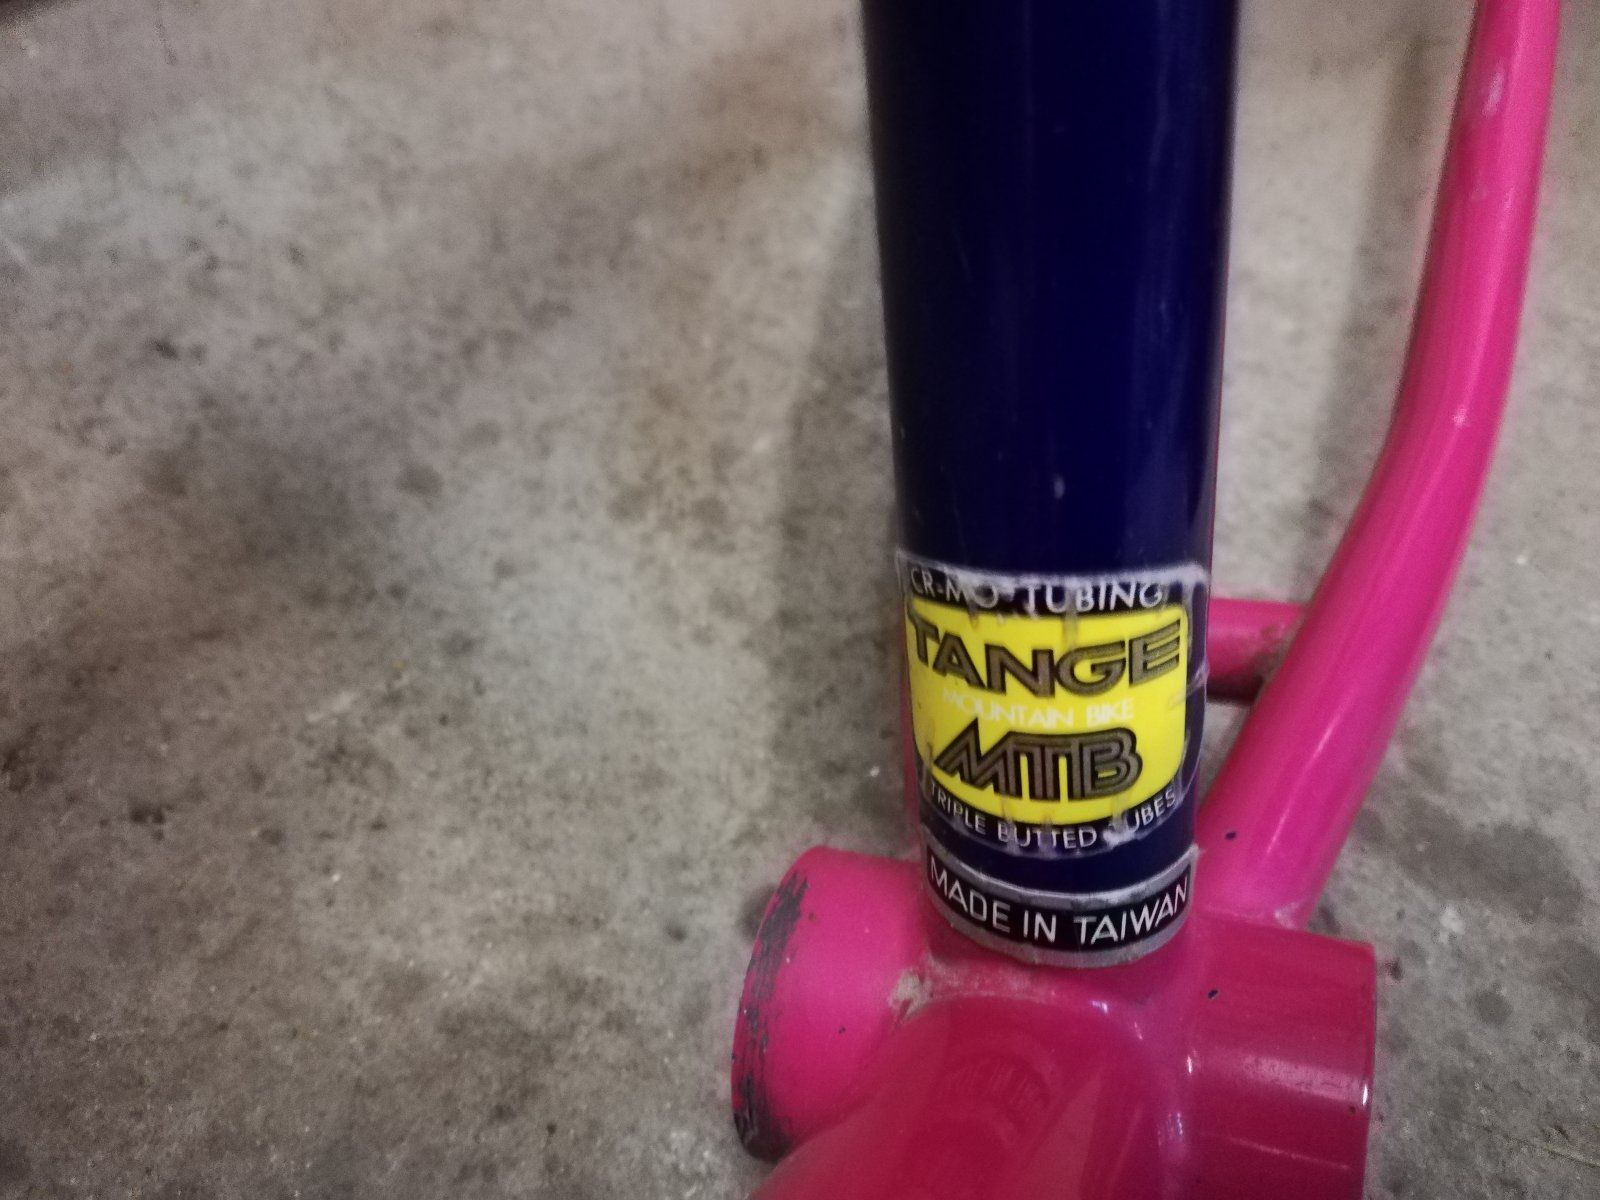 CR-MO TUBING
TANGE
MOUNTAIN BIKE
MTB
TRIPLE BUTTED TUBES
MADE IN TAIWAN